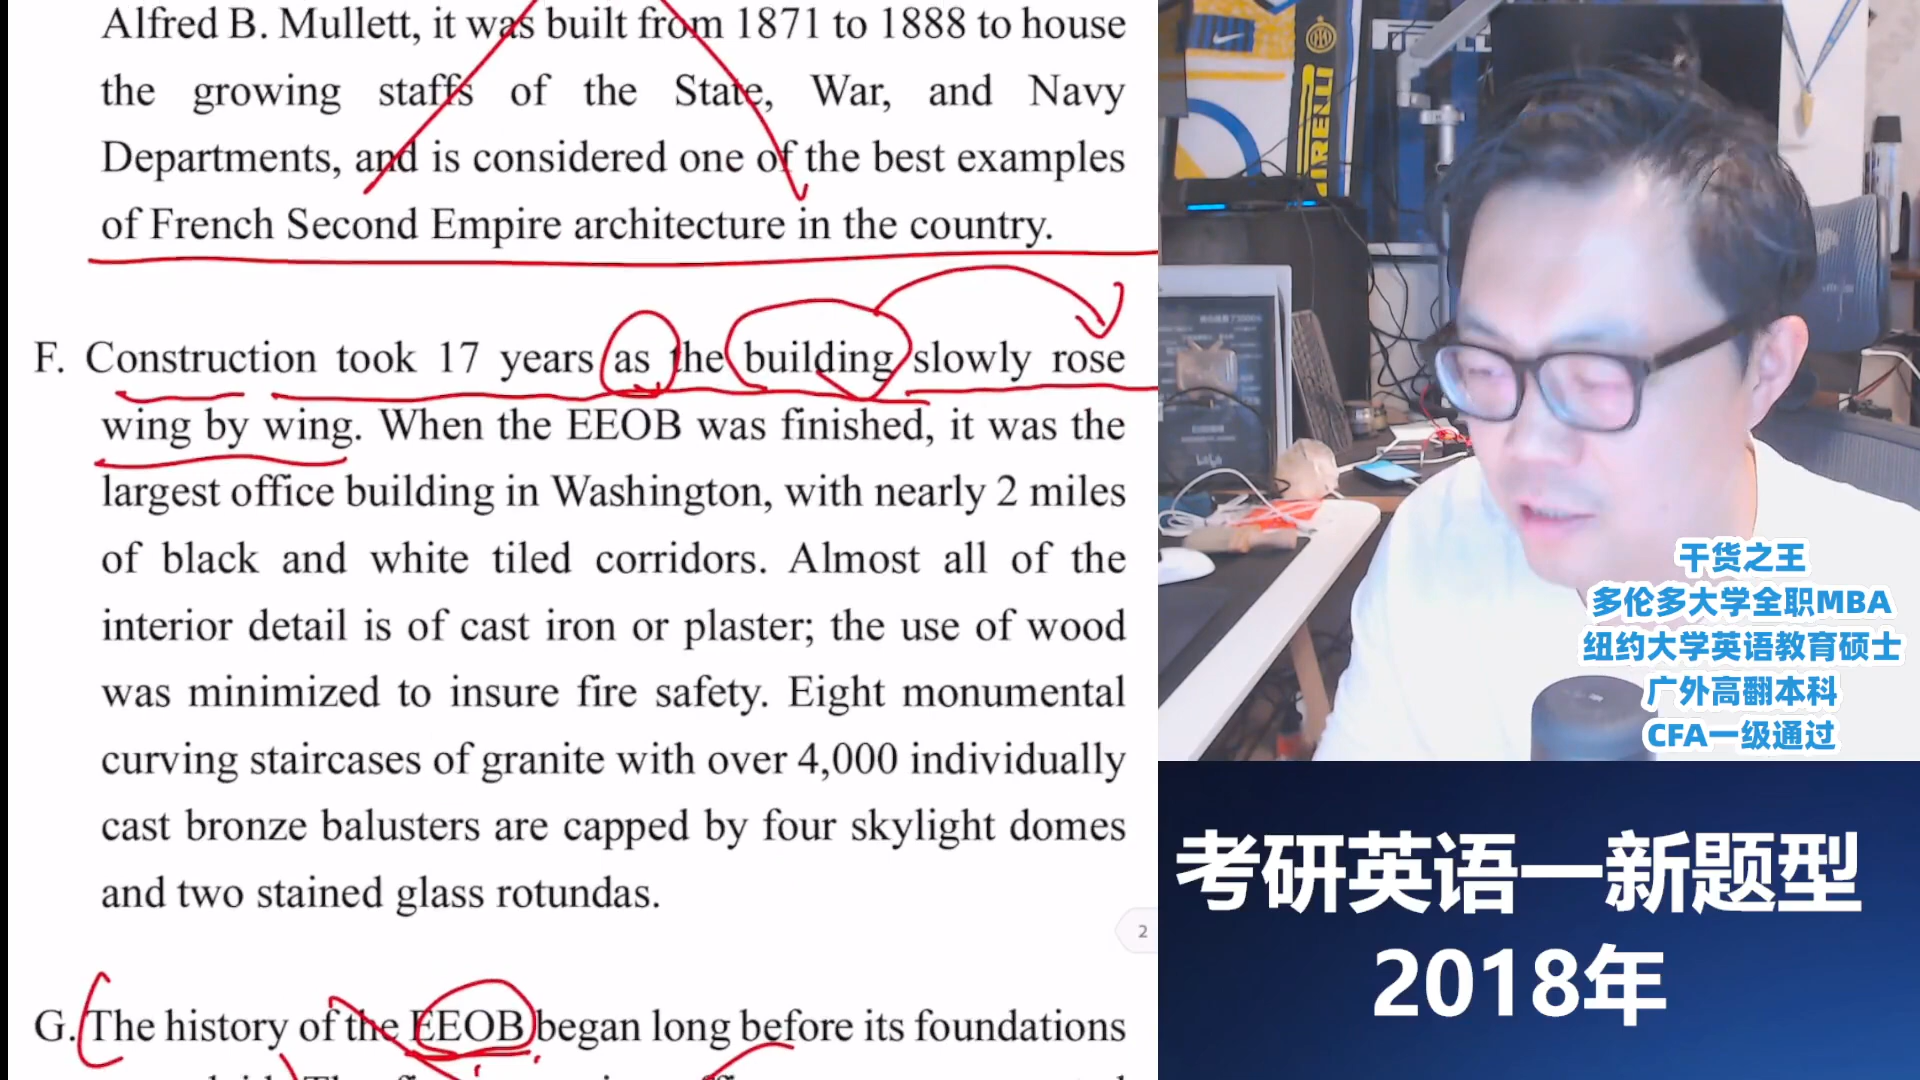 Alfred B. Mullett, it was built from 1871 to 1888 to house
the growing staffs of the State, War, and Navy
Departments, and is considered one of the best examples
of French Second Empire architecture in the country.
F. Construction took 17 years as the building slowly rose
wing by wing. When the EEOB was finished, it was the
largest office building in Washington, with nearly 2 miles
of black and white tiled corridors. Almost all of the
interior detail is of cast iron or plaster; the use of wood
was minimized to insure fire safety. Eight monumental
curving staircases of granite with over 4,000 individually
cast bronze balusters are capped by four skylight domes
and two stained glass rotundas.
2
G. The history of the EEOB began long before its foundations
PIRELLI
干货之王
多伦多大学全职MBA
纽约大学英语教育硕士
广外高翻本科
CFA一级通过
考研英语一新题型
2018年